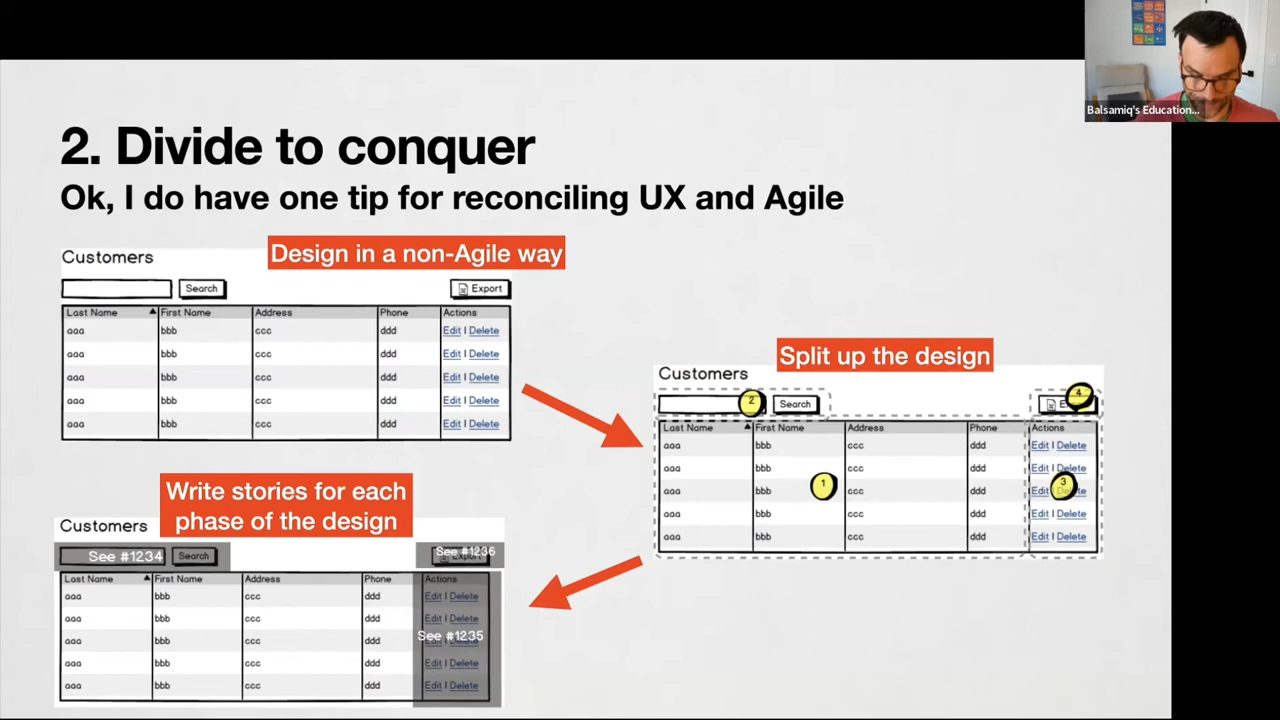 Balsamiq's Education...
2. Divide to conquer
Ok, I do have one tip for reconciling UX and Agile
Design in a non-Agile way
Customers
Search
Export
Last Name First Name Address Phone Actions
aaa bbb ccc ddd Edit | Delete
aaa bbb ccc ddd Edit | Delete
aaa bbb ccc ddd Edit | Delete
aaa bbb ccc ddd Edit | Delete
aaa bbb ccc ddd Edit | Delete
Split up the design
Customers
2
Search
4
Last Name First Name Address Phone Actions
aaa bbb ccc Edit | Delete
aaa bbb ccc Edit | Delete
aaa bbb 1 ccc Edit | Delete 3
aaa bbb ccc Edit | Delete
aaa bbb ccc Edit | Delete
Write stories for each
phase of the design
Customers
See #1234 Search
See #1236
Last Name First Name Address Phone Actions
aaa bbb ccc ddd Edit | Delete
aaa bbb ccc ddd Edit | Delete
aaa bbb ccc ddd
See #1235
aaa bbb ccc ddd Edit | Delete
aaa bbb ccc ddd Edit | Delete